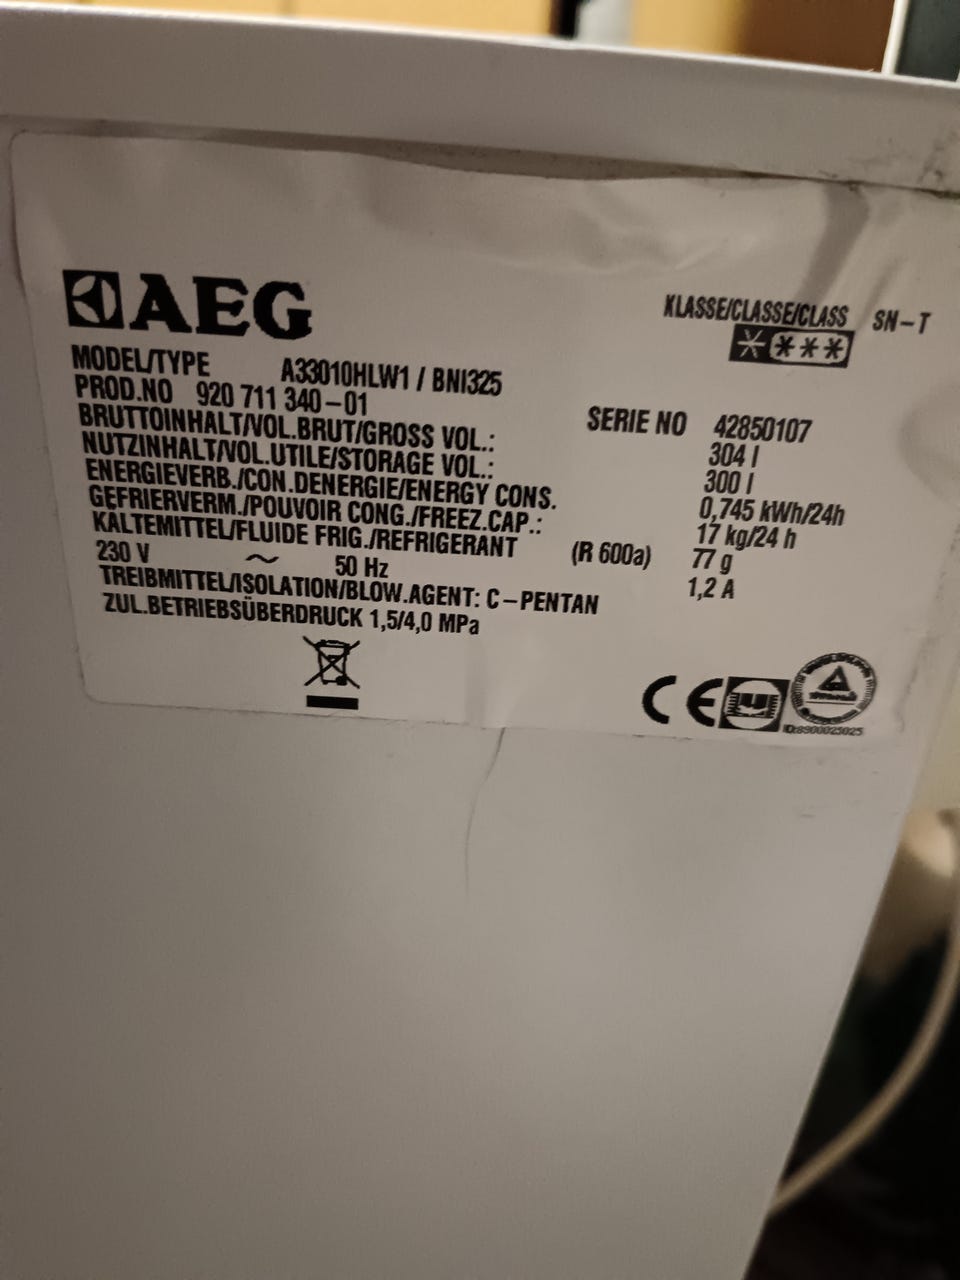 AEG
KLASSE/CLASSE/CLASS SN-T
MODEL/TYPE A33010HLW1 / BNI325
PROD.NO 920 711 340-01
SERIE NO 42850107
BRUTTOINHALT/VOL.BRUT/GROSS VOL.: 304 l
NUTZINHALT/VOL.UTILE/STORAGE VOL.: 300 l
ENERGIEVERB./CON.DENERGIE/ENERGY CONS. 0,745 kWh/24h
GEFRIERVERM./POUVOIR CONG./FREEZ.CAP.: 17 kg/24 h
KALTEMITTEL/FLUIDE FRIG./REFRIGERANT (R 600a) 77 g
230 V ~ 50 Hz 1,2 A
TREIBMITTEL/ISOLATION/BLOW.AGENT: C-PENTAN
ZUL.BETRIEBSÜBERDRUCK 1,5/4,0 MPa
CE